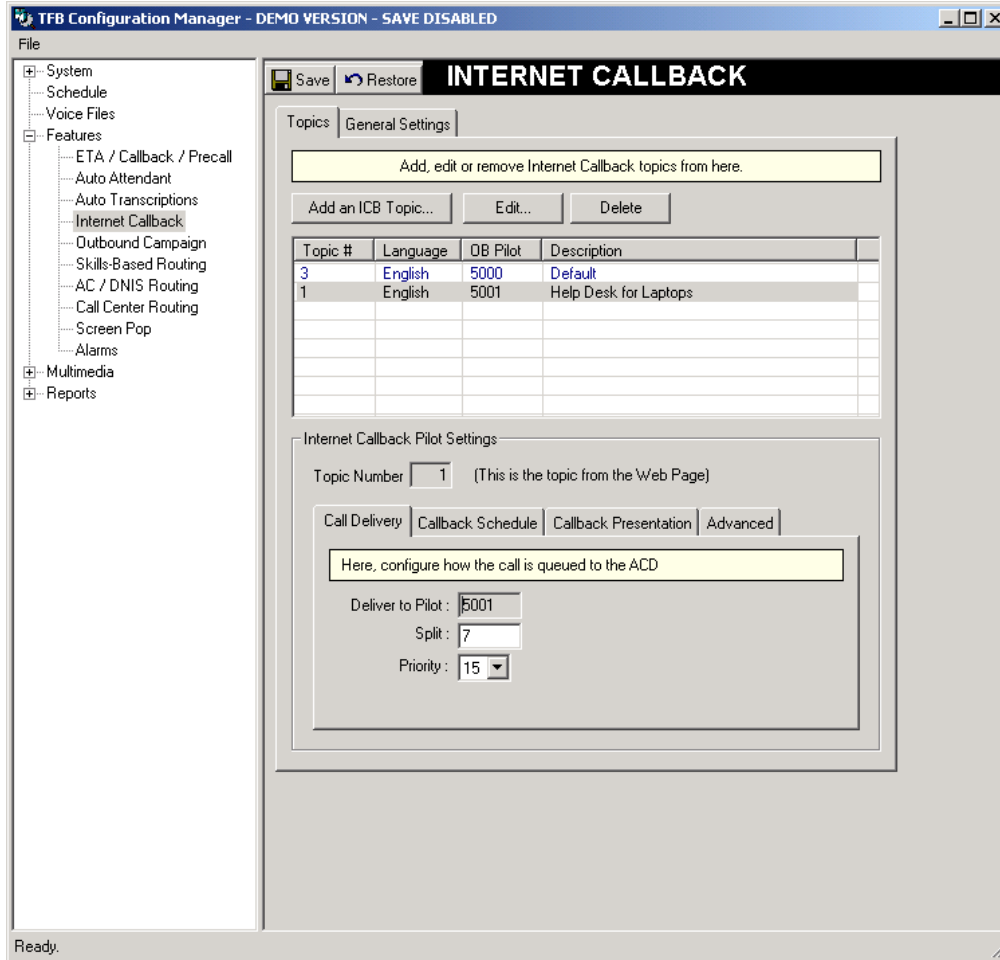 TFB Configuration Manager - DEMO VERSION - SAVE DISABLED
File
System
Schedule
Voice Files
Features
ETA / Callback / Precall
Auto Attendant
Auto Transcriptions
Internet Callback
Outbound Campaign
Skills-Based Routing
AC / DNIS Routing
Call Center Routing
Screen Pop
Alarms
Multimedia
Reports
Save Restore INTERNET CALLBACK
Topics General Settings
Add, edit or remove Internet Callback topics from here.
Add an ICB Topic... Edit... Delete
Topic # Language OB Pilot Description
3 English 5000 Default
1 English 5001 Help Desk for Laptops
Internet Callback Pilot Settings
Topic Number 1 (This is the topic from the Web Page)
Call Delivery Callback Schedule Callback Presentation Advanced
Here, configure how the call is queued to the ACD
Deliver to Pilot : 5001
Split : 7
Priority : 15
Ready.